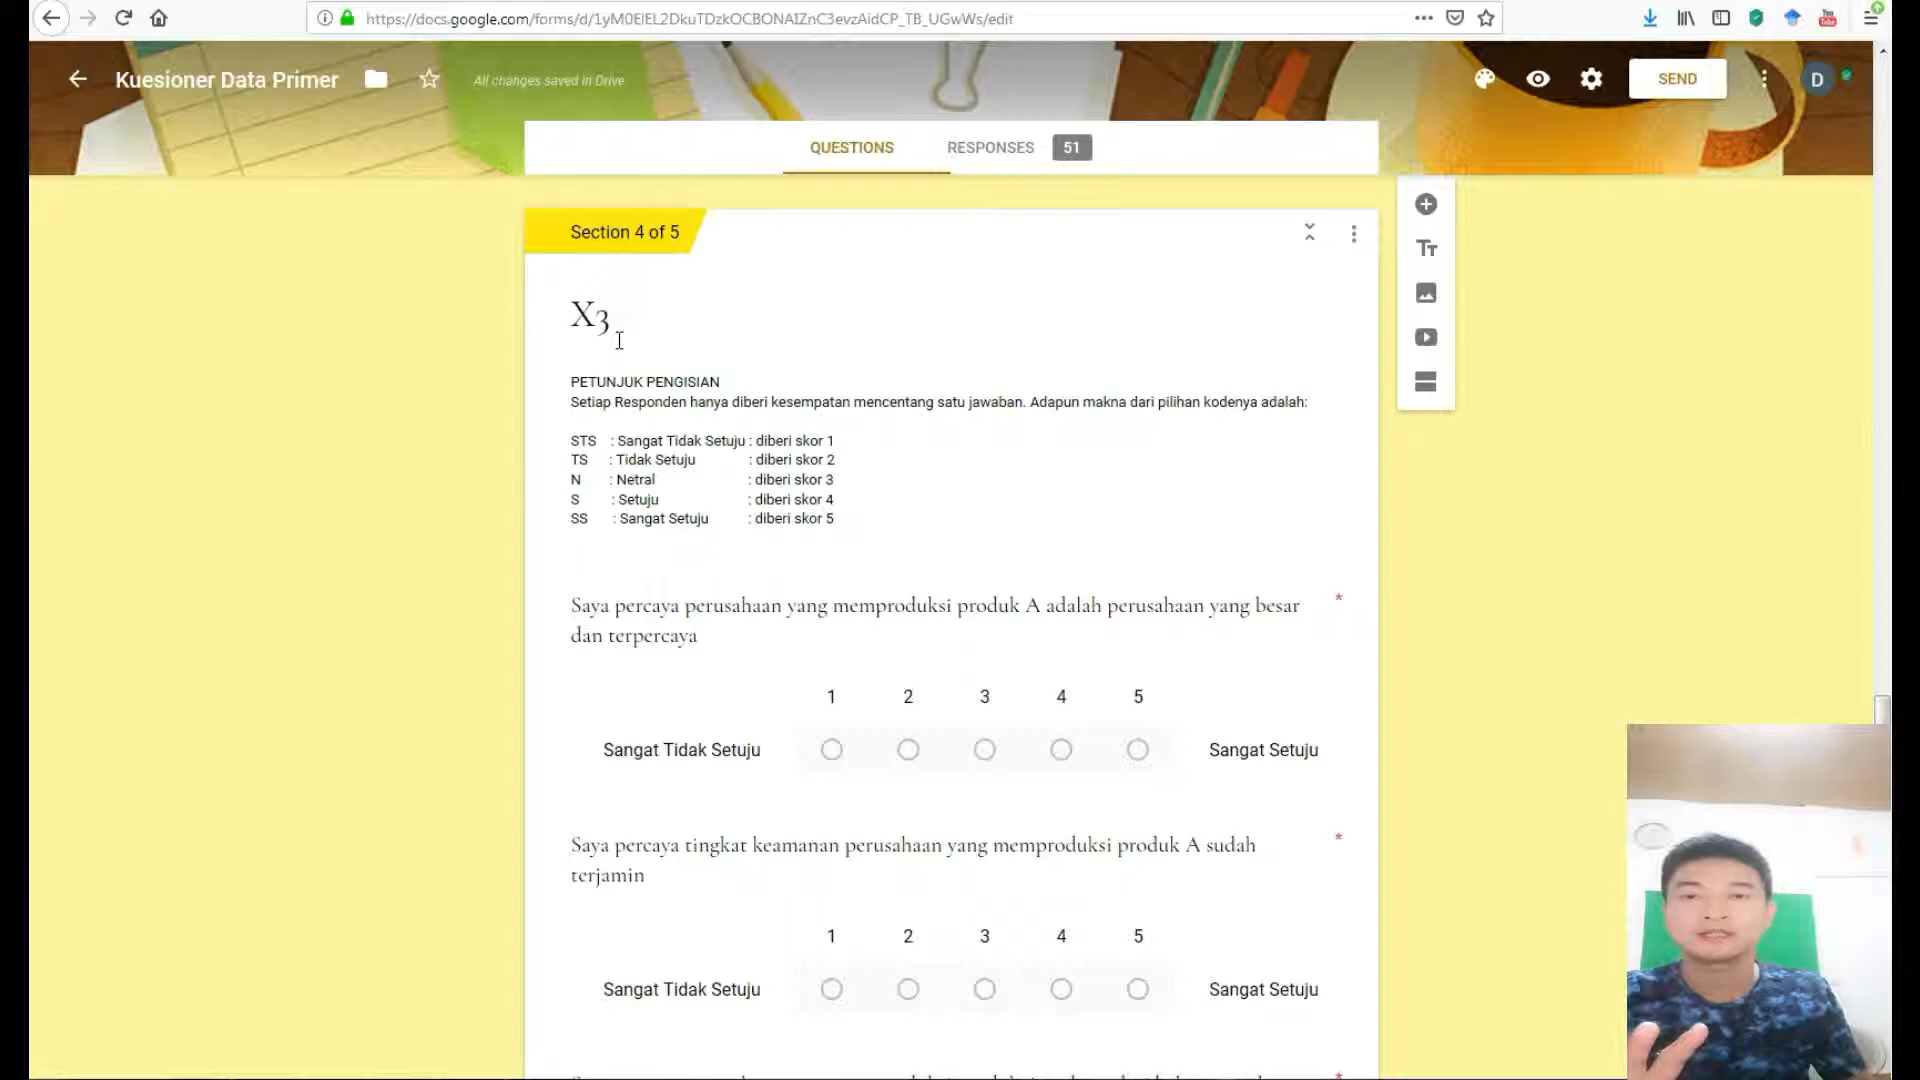 https://docs.google.com/forms/d/1yM0EIEL2DkuTDzkOCBONAIZnC3evzAidCP_TB_UGwWs/edit
Kuesioner Data Primer
All changes saved in Drive
SEND
D
QUESTIONS
RESPONSES
51
Section 4 of 5
X3
PETUNJUK PENGISIAN
Setiap Responden hanya diberi kesempatan mencentang satu jawaban. Adapun makna dari pilihan kodenya adalah:
STS : Sangat Tidak Setuju : diberi skor 1
TS : Tidak Setuju : diberi skor 2
N : Netral : diberi skor 3
S : Setuju : diberi skor 4
SS : Sangat Setuju : diberi skor 5
Saya percaya perusahaan yang memproduksi produk A adalah perusahaan yang besar *
dan terpercaya
1 2 3 4 5
Sangat Tidak Setuju Sangat Setuju
Saya percaya tingkat keamanan perusahaan yang memproduksi produk A sudah *
terjamin
1 2 3 4 5
Sangat Tidak Setuju Sangat Setuju